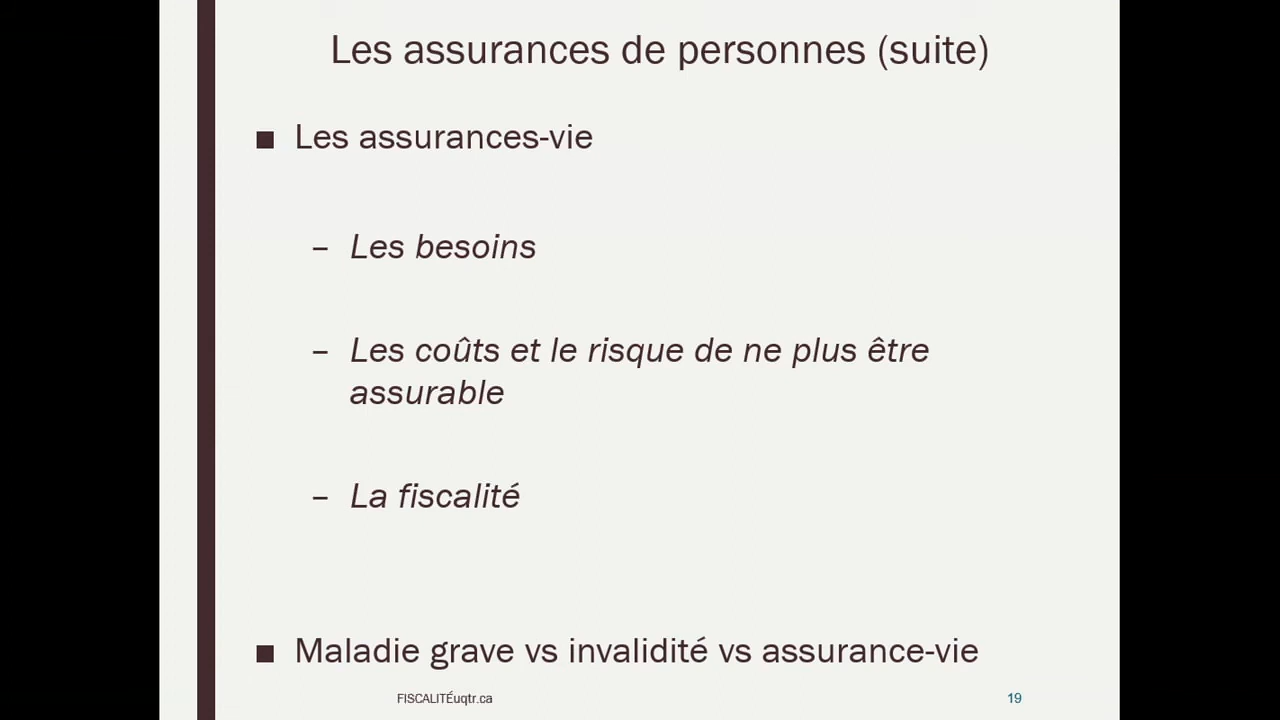 Les assurances de personnes (suite)
■ Les assurances-vie
– Les besoins
– Les coûts et le risque de ne plus être
assurable
– La fiscalité
■ Maladie grave vs invalidité vs assurance-vie
FISCALITÉuqtr.ca
19